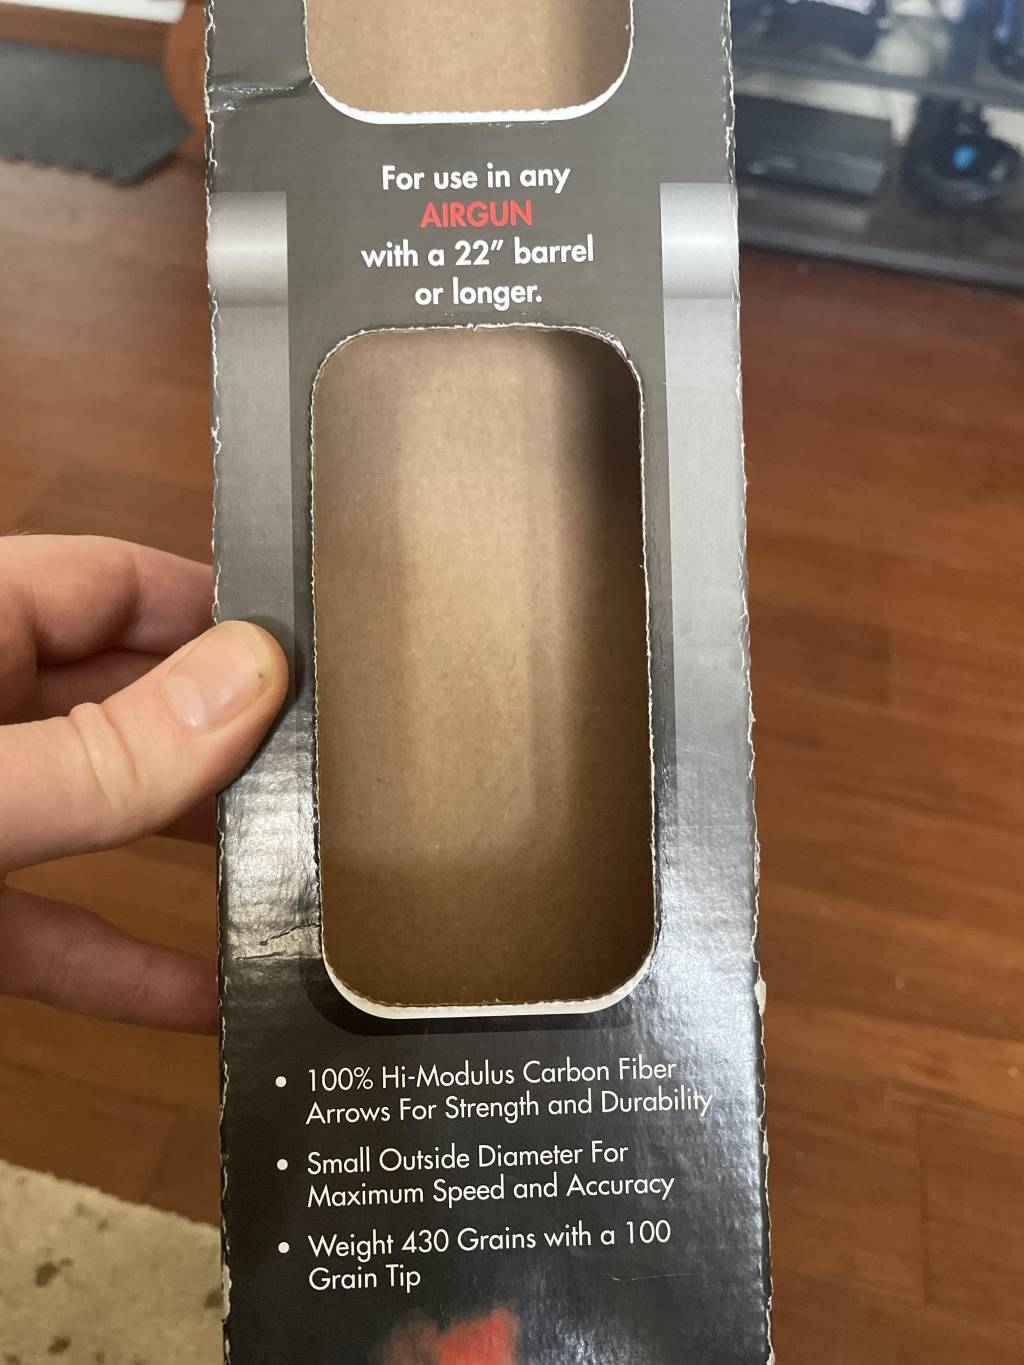 For use in any
AIRGUN
with a 22" barrel
or longer.
• 100% Hi-Modulus Carbon Fiber
Arrows For Strength and Durability
• Small Outside Diameter For
Maximum Speed and Accuracy
• Weight 430 Grains with a 100
Grain Tip